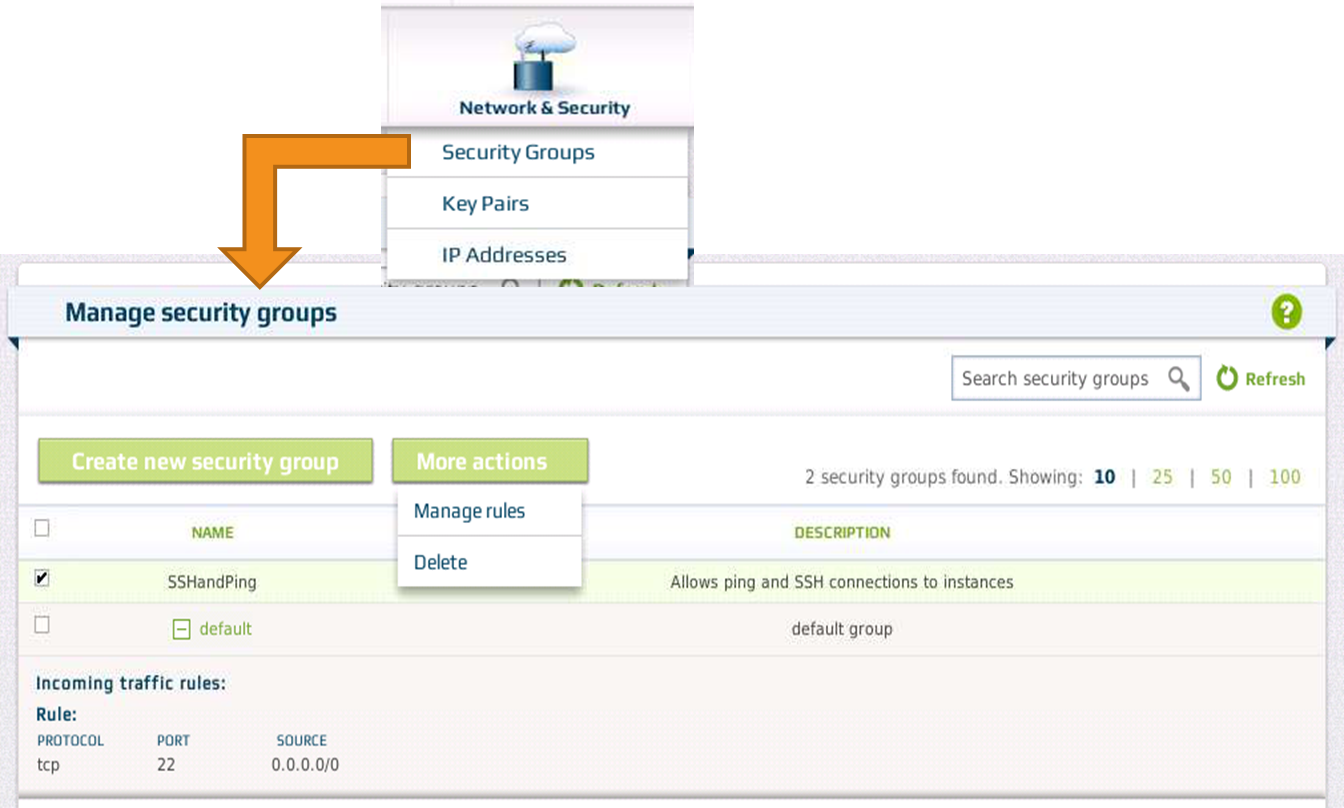 Network & Security
Security Groups
Key Pairs
IP Addresses
Manage security groups
?
Search security groups Refresh
Create new security group More actions
2 security groups found. Showing: 10 | 25 | 50 | 100
Manage rules
NAME DESCRIPTION
Delete
SSHandPing Allows ping and SSH connections to instances
default default group
Incoming traffic rules:
Rule:
PROTOCOL PORT SOURCE
tcp 22 0.0.0.0/0